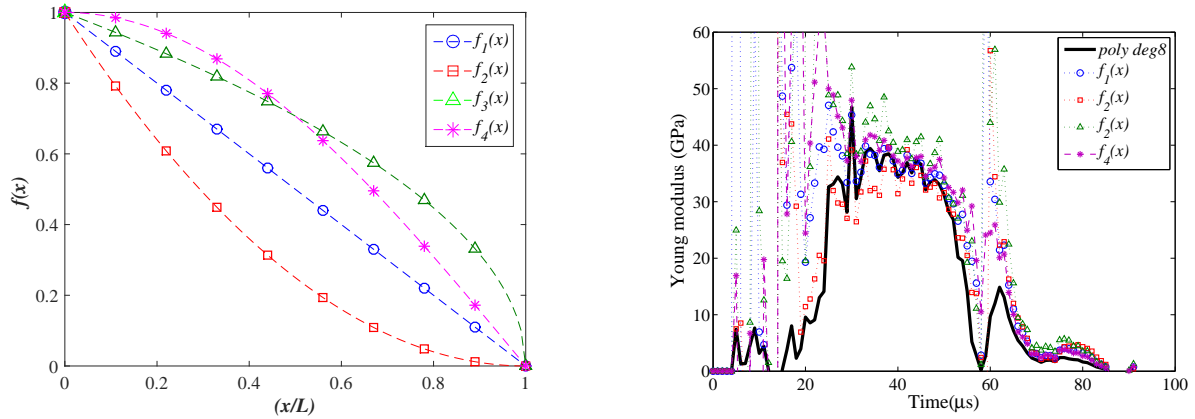 1
0.8
0.6
0.4
0.2
0
0
0.2
0.4
0.6
0.8
1
f(x)
(x/L)
f1(x)
f2(x)
f3(x)
f4(x)
60
50
40
30
20
10
0
0
20
40
60
80
100
Young modulus (GPa)
Time(μs)
poly deg8
f1(x)
f2(x)
f2(x)
f4(x)